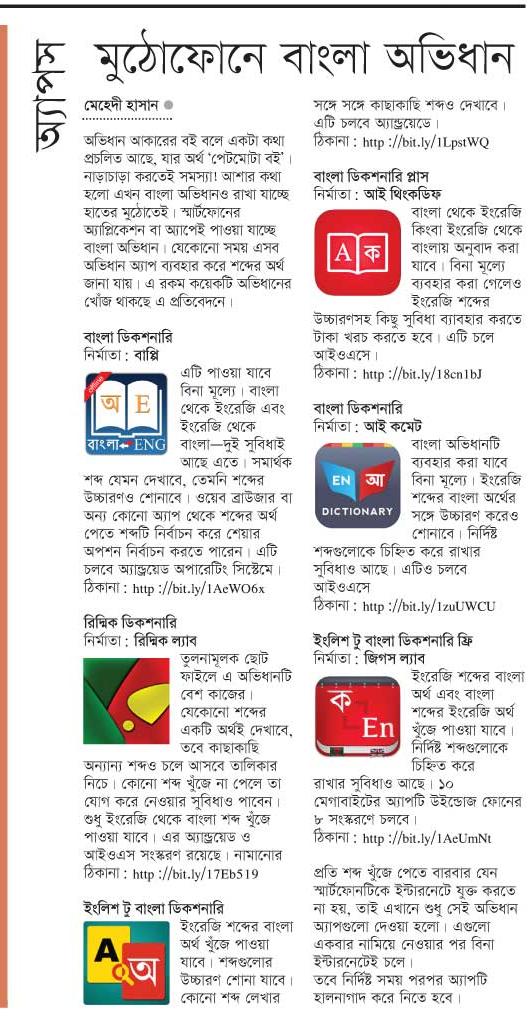 অ্যাপস
মুঠোফোনে বাংলা অভিধান
মেহেদী হাসান
অভিধান আকারের বই বলে একটা কথা
প্রচলিত আছে, যার অর্থ ‘পেটমোটা বই’।
নাড়াচাড়া করতেই সমস্যা! আশার কথা
হলো এখন বাংলা অভিধানও রাখা যাচ্ছে
হাতের মুঠোতেই। স্মার্টফোনের
অ্যাপ্লিকেশন বা অ্যাপেই পাওয়া যাচ্ছে
বাংলা অভিধান। যেকোনো সময় এসব
অভিধান অ্যাপ ব্যবহার করে শব্দের অর্থ
জানা যায়। এ রকম কয়েকটি অভিধানের
খোঁজ থাকছে এ প্রতিবেদনে।
বাংলা ডিকশনারি
নির্মাতা : বাপ্পি
অ E
বাংলা ENG
এটি পাওয়া যাবে
বিনা মূল্যে। বাংলা
থেকে ইংরেজি এবং
ইংরেজি থেকে
বাংলা—দুই সুবিধাই
আছে এতে। সমার্থক
শব্দ যেমন দেখাবে, তেমনি শব্দের
উচ্চারণও শোনাবে। ওয়েব ব্রাউজার বা
অন্য কোনো অ্যাপ থেকে শব্দের অর্থ
পেতে শব্দটি নির্বাচন করে শেয়ার
অপশন নির্বাচন করতে পারেন। এটি
চলবে অ্যান্ড্রয়েড অপারেটিং সিস্টেমে।
ঠিকানা : http ://bit.ly/1AeWO6x
রিদ্মিক ডিকশনারি
নির্মাতা : রিদ্মিক ল্যাব
তুলনামূলক ছোট
ফাইলে এ অভিধানটি
বেশ কাজের।
যেকোনো শব্দের
একটি অর্থই দেখাবে,
তবে কাছাকাছি
অন্যান্য শব্দও চলে আসবে তালিকার
নিচে। কোনো শব্দ খুঁজে না পেলে তা
যোগ করে নেওয়ার সুবিধাও পাবেন।
শুধু ইংরেজি থেকে বাংলা শব্দ খুঁজে
পাওয়া যাবে। এর অ্যান্ড্রয়েড ও
আইওএস সংস্করণ রয়েছে। নামানোর
ঠিকানা : http ://bit.ly/17Eb519
ইংলিশ টু বাংলা ডিকশনারি
A অ
ইংরেজি শব্দের বাংলা
অর্থ খুঁজে পাওয়া
যাবে। শব্দগুলোর
উচ্চারণ শোনা যাবে।
কোনো শব্দ লেখার
সঙ্গে সঙ্গে কাছাকাছি শব্দও দেখাবে।
এটি চলবে অ্যান্ড্রয়েডে।
ঠিকানা : http ://bit.ly/1LpstWQ
বাংলা ডিকশনারি প্লাস
নির্মাতা : আই থিংকডিফ
A ক
বাংলা থেকে ইংরেজি
কিংবা ইংরেজি থেকে
বাংলায় অনুবাদ করা
যাবে। বিনা মূল্যে
ব্যবহার করা গেলেও
ইংরেজি শব্দের
উচ্চারণসহ কিছু সুবিধা ব্যাবহার করতে
টাকা খরচ করতে হবে। এটি চলে
আইওএসে।
ঠিকানা : http ://bit.ly/18cn1bJ
বাংলা ডিকশনারি
নির্মাতা : আই কমেট
EN আ
DICTIONARY
বাংলা অভিধানটি
ব্যবহার করা যাবে
বিনা মূল্যে। ইংরেজি
শব্দের বাংলা অর্থের
সঙ্গে উচ্চারণ করেও
শোনাবে। নির্দিষ্ট
শব্দগুলোকে চিহ্নিত করে রাখার
সুবিধাও আছে। এটিও চলবে
আইওএসে
ঠিকানা : http ://bit.ly/1zuUWCU
ইংলিশ টু বাংলা ডিকশনারি ফ্রি
নির্মাতা : জিগস ল্যাব
ক
En
ইংরেজি শব্দের বাংলা
অর্থ এবং বাংলা
শব্দের ইংরেজি অর্থ
খুঁজে পাওয়া যাবে।
নির্দিষ্ট শব্দগুলোকে
চিহ্নিত করে
রাখার সুবিধাও আছে। ১০
মেগাবাইটের অ্যাপটি উইন্ডোজ ফোনের
৮ সংস্করণে চলবে।
ঠিকানা : http ://bit.ly/1AeUmNt
প্রতি শব্দ খুঁজে পেতে বারবার যেন
স্মার্টফোনটিকে ইন্টারনেটে যুক্ত করতে
না হয়, তাই এখানে শুধু সেই অভিধান
অ্যাপগুলো দেওয়া হলো। এগুলো
একবার নামিয়ে নেওয়ার পর বিনা
ইন্টারনেটেই চলে।
তবে নির্দিষ্ট সময় পরপর অ্যাপটি
হালনাগাদ করে নিতে হবে।